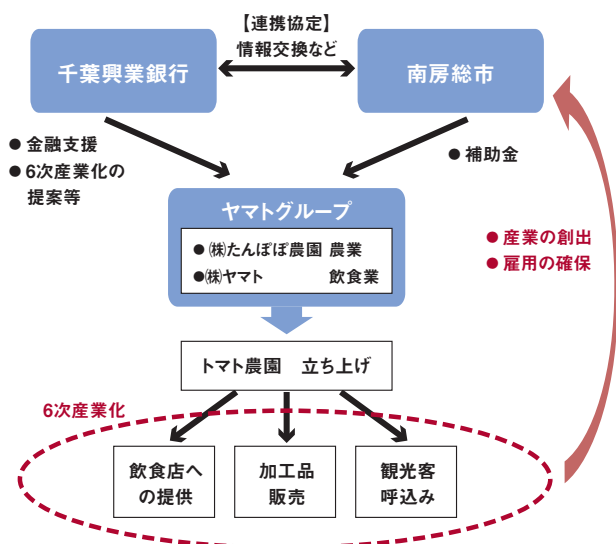 【連携協定】
情報交換など
千葉興業銀行
南房総市
● 金融支援
● 6次産業化の
提案等
● 補助金
ヤマトグループ
● ㈱たんぽぽ農園 農業
●㈱ヤマト 飲食業
● 産業の創出
● 雇用の確保
トマト農園 立ち上げ
6次産業化
飲食店へ
の提供
加工品
販売
観光客
呼込み